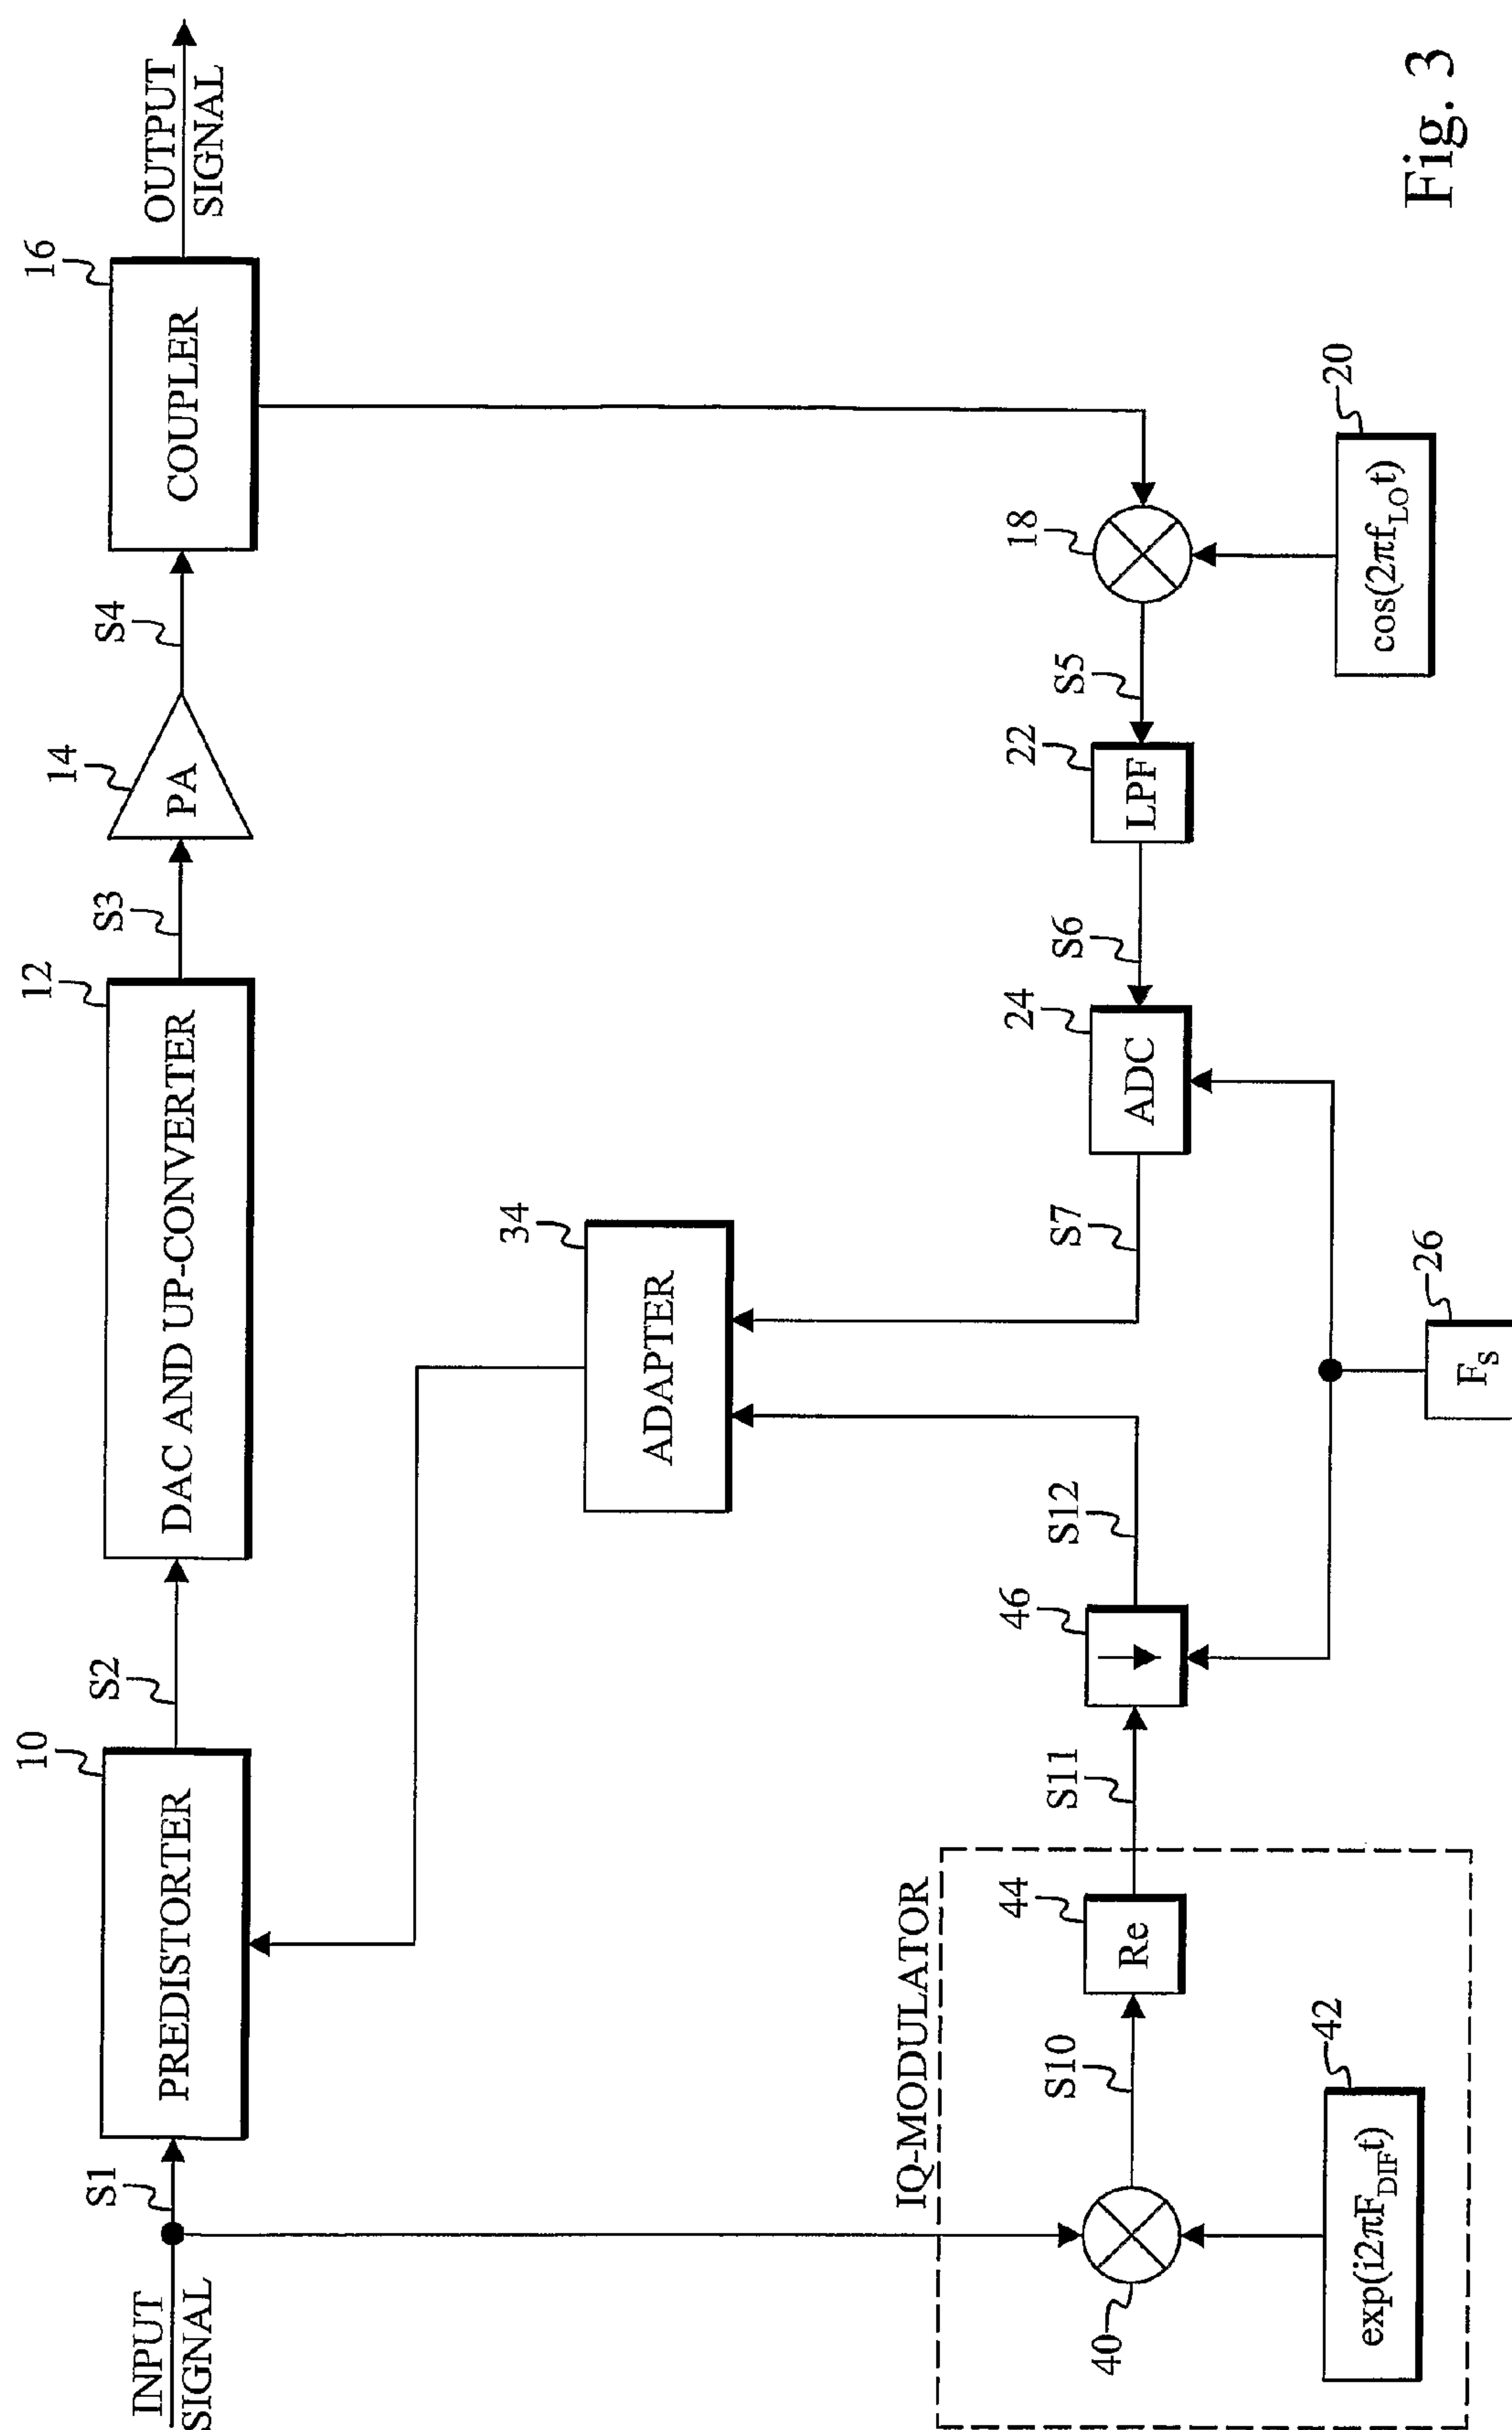 INPUT
SIGNAL
S1
10
PREDISTORTER
S2
12
DAC AND UP-CONVERTER
S3
14
PA
S4
16
COUPLER
OUTPUT
SIGNAL
34
ADAPTER
IQ-MODULATOR
40
S10
44
Re
S11
46
S12
S7
24
ADC
S6
22
LPF
S5
18
exp(i2πF_DIF t)
42
F_S
26
cos(2πf_LO t)
20
Fig. 3